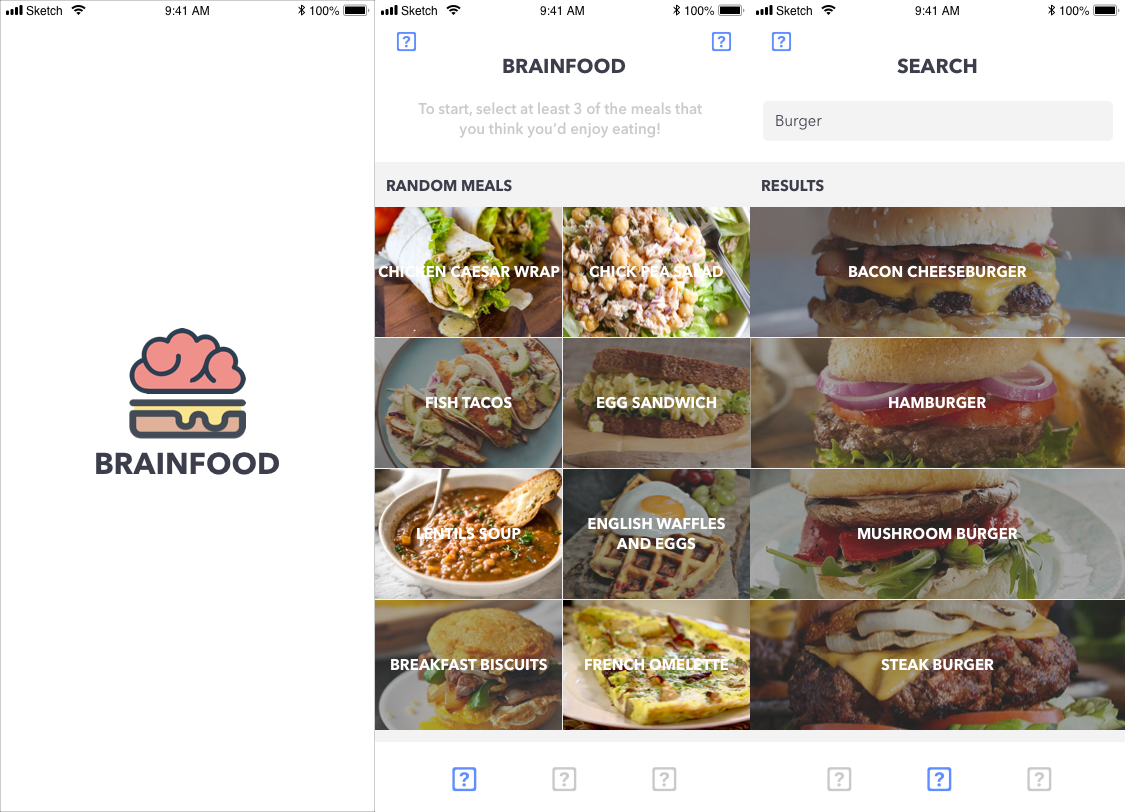 Sketch 9:41 AM 100%
BRAINFOOD
Sketch 9:41 AM 100%
?
?
BRAINFOOD
To start, select at least 3 of the meals that
you think you'd enjoy eating!
RANDOM MEALS
CHICKEN CAESAR WRAP
CHICK PEA SALAD
FISH TACOS
EGG SANDWICH
LENTILS SOUP
ENGLISH WAFFLES
AND EGGS
BREAKFAST BISCUITS
FRENCH OMELETTE
?
?
?
Sketch 9:41 AM 100%
?
SEARCH
Burger
RESULTS
BACON CHEESEBURGER
HAMBURGER
MUSHROOM BURGER
STEAK BURGER
?
?
?